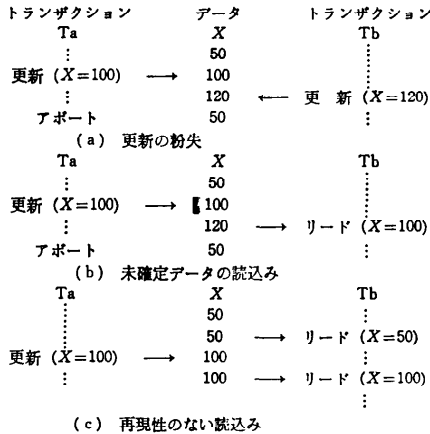 トランザクション データ トランザクション
Ta X Tb
50
更新 (X=100) → 100
120 ← 更 新 (X=120)
アボート 50
(a) 更新の粉失
Ta X Tb
50
更新 (X=100) → 100
120 → リード (X=100)
アボート 50
(b) 未確定データの読込み
Ta X Tb
50
50 → リード (X=50)
更新 (X=100) → 100
100 → リード (X=100)
(c) 再現性のない読込み